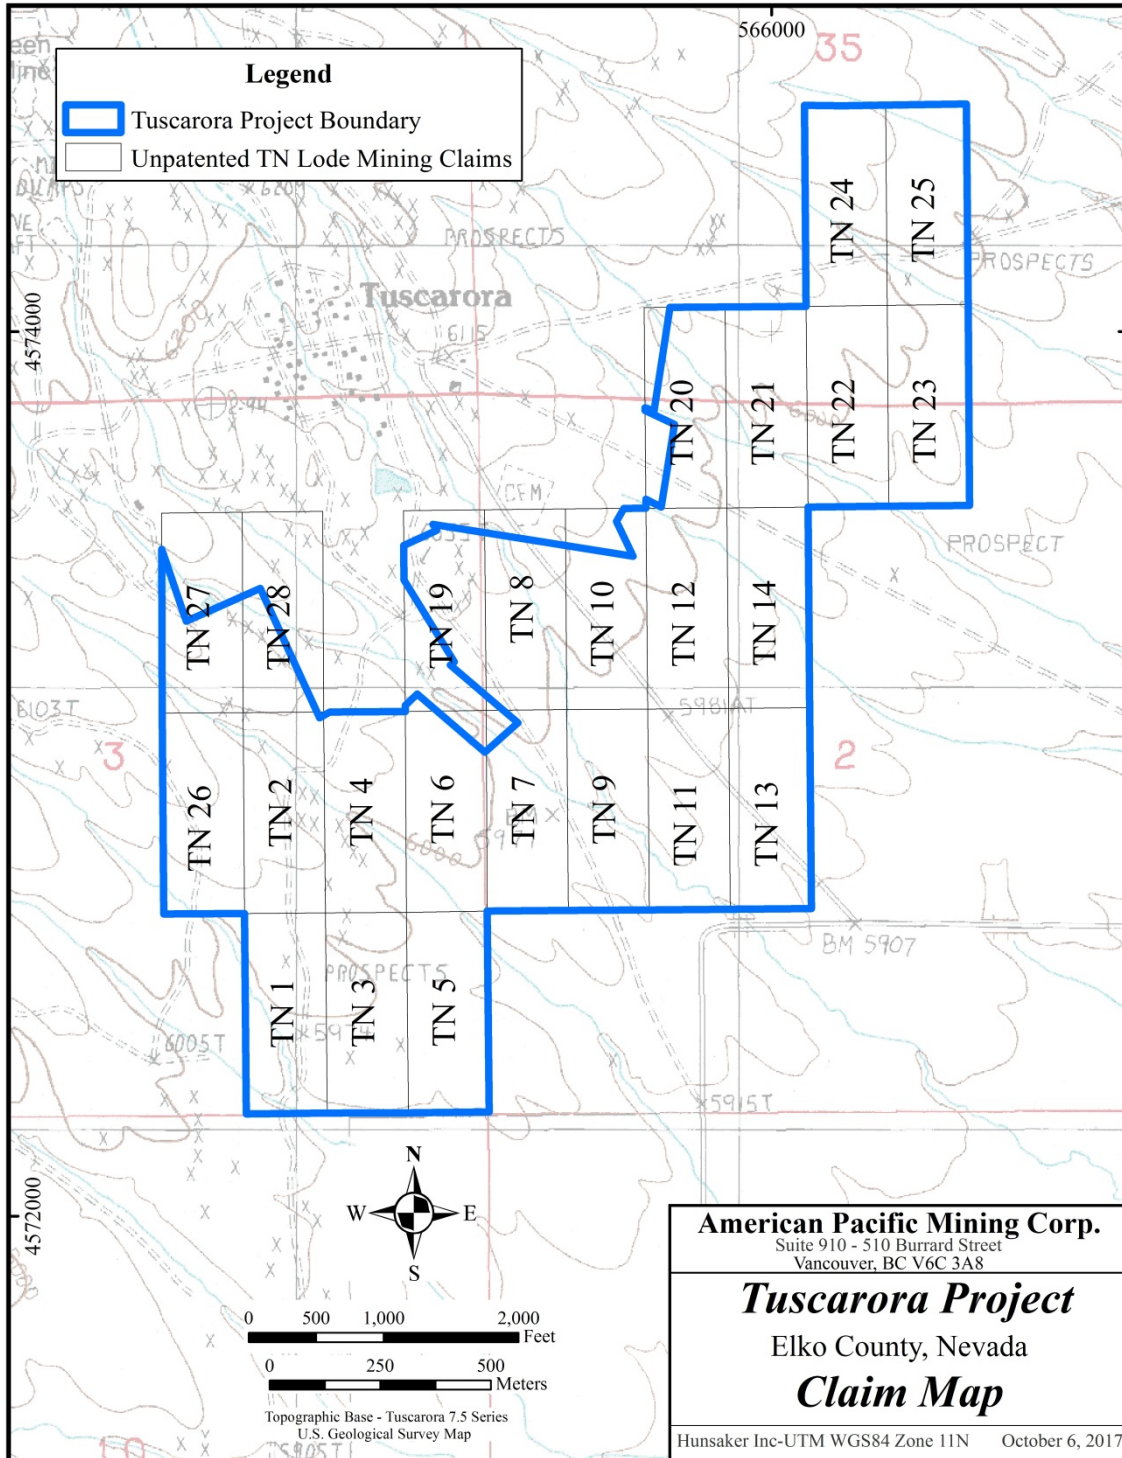 566000
35
Legend
Tuscarora Project Boundary
Unpatented TN Lode Mining Claims
PROSPECTS
Tuscarora
6115
4574000
TN 24
TN 25
PROSPECTS
TN 20
TN 21
TN 22
TN 23
6000
PROSPECT
TN 27
TN 28
TN 19
TN 8
TN 10
TN 12
TN 14
6103T
3
5981AT
2
TN 26
TN 2
TN 4
TN 6
TN 7
TN 9
TN 11
TN 13
6000
BM 5907
PROSPECTS
TN 1
TN 3
TN 5
6005T
5915T
4572000
N
W E
S
0 500 1,000 2,000
Feet
0 250 500
Meters
Topographic Base - Tuscarora 7.5 Series
U.S. Geological Survey Map
5905T
American Pacific Mining Corp.
Suite 910 - 510 Burrard Street
Vancouver, BC V6C 3A8
Tuscarora Project
Elko County, Nevada
Claim Map
Hunsaker Inc-UTM WGS84 Zone 11N October 6, 2017